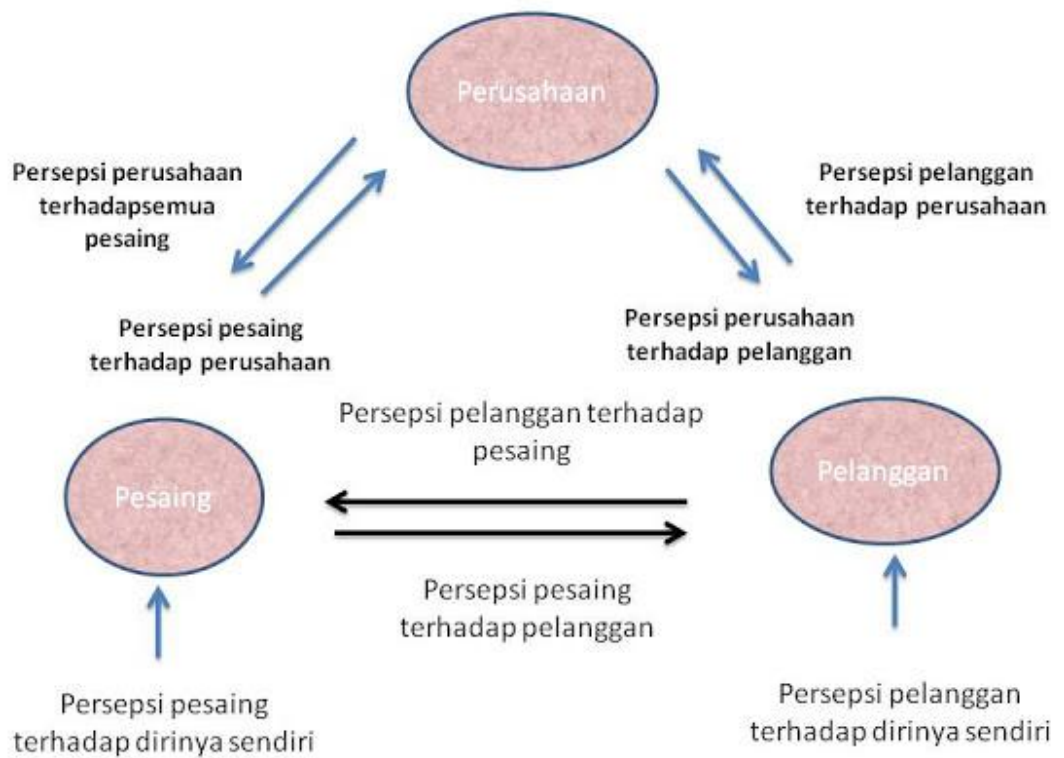 Perusahaan
Persepsi perusahaan
terhadapsemua
pesaing
Persepsi pelanggan
terhadap perusahaan
Persepsi pesaing
terhadap perusahaan
Persepsi perusahaan
terhadap pelanggan
Persepsi pelanggan terhadap
pesaing
Pesaing
Pelanggan
Persepsi pesaing
terhadap pelanggan
Persepsi pesaing
terhadap dirinya sendiri
Persepsi pelanggan
terhadap dirinya sendiri